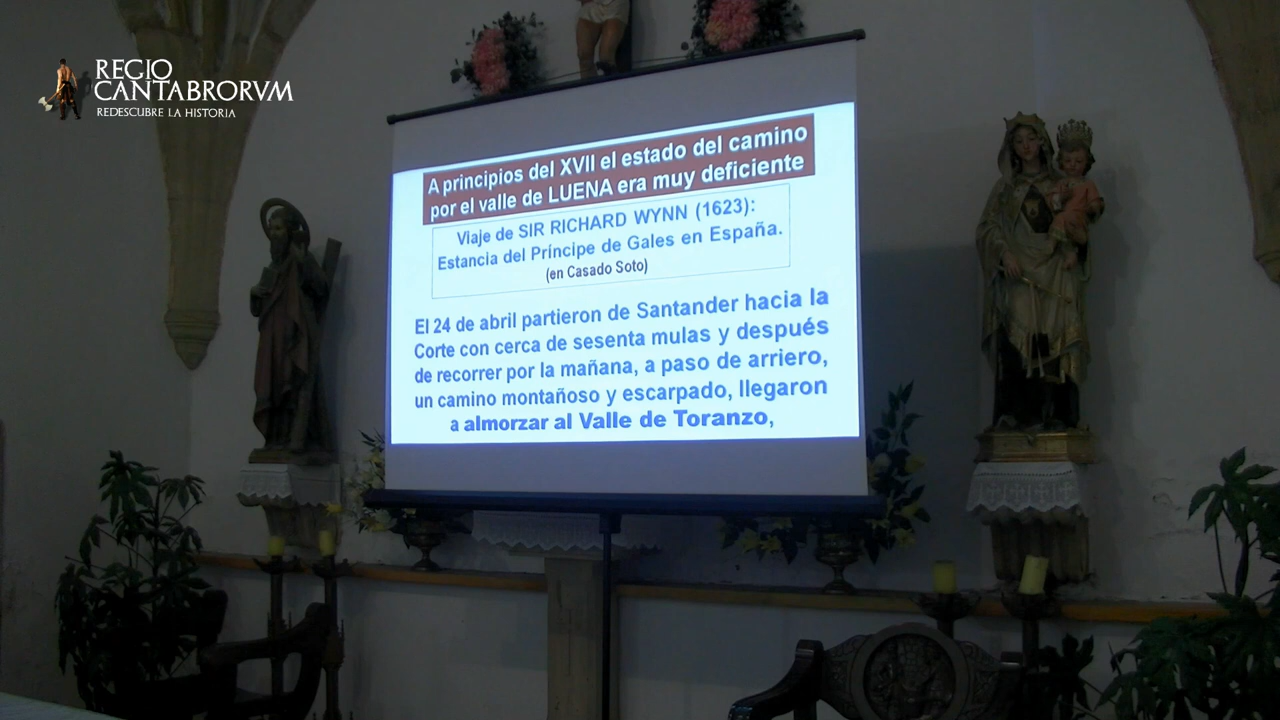 REGIO
CANTABRORVM
REDESCUBRE LA HISTORIA
A principios del XVII el estado del camino
por el valle de LUENA era muy deficiente
Viaje de SIR RICHARD WYNN (1623):
Estancia del Príncipe de Gales en España.
(en Casado Soto)
El 24 de abril partieron de Santander hacia la
Corte con cerca de sesenta mulas y después
de recorrer por la mañana, a paso de arriero,
un camino montañoso y escarpado, llegaron
a almorzar al Valle de Toranzo,